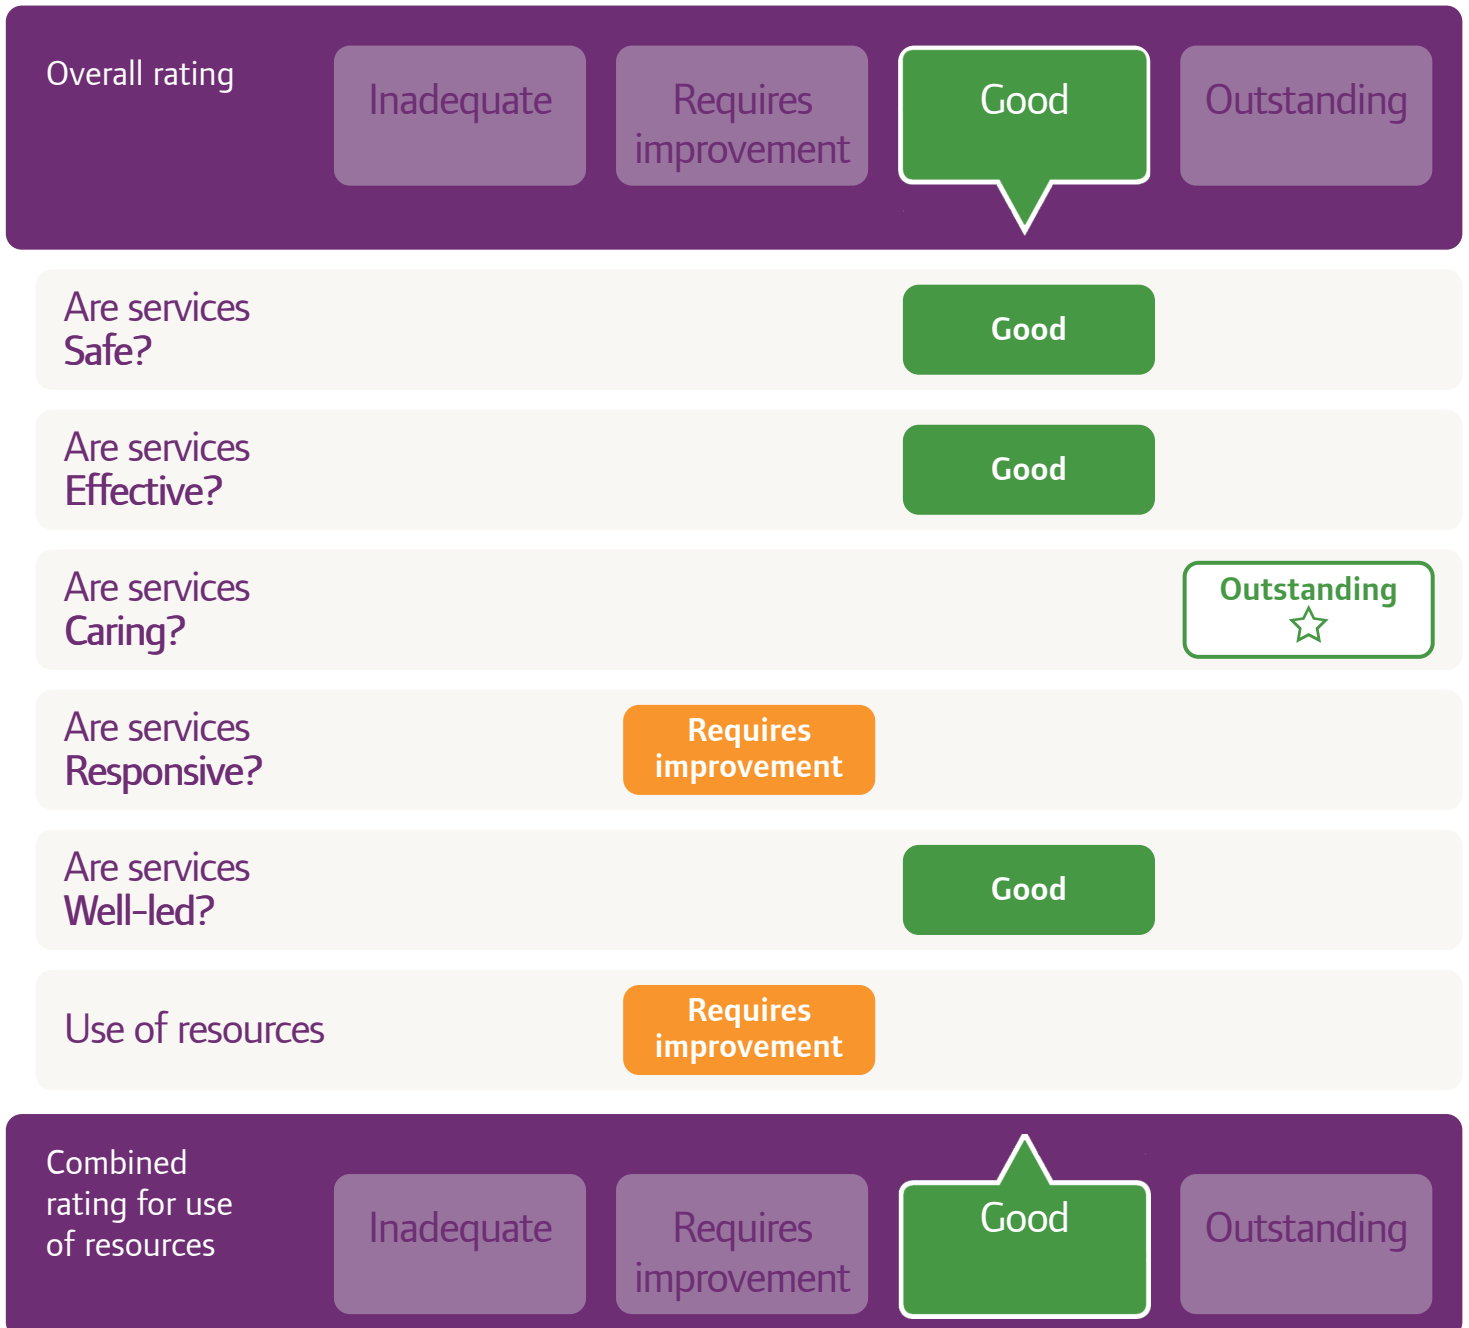 Overall rating
Inadequate
Requires
improvement
Good
Outstanding
Are services
Safe?
Good
Are services
Effective?
Good
Are services
Caring?
Outstanding
Are services
Responsive?
Requires
improvement
Are services
Well-led?
Good
Use of resources
Requires
improvement
Combined
rating for use
of resources
Inadequate
Requires
improvement
Good
Outstanding